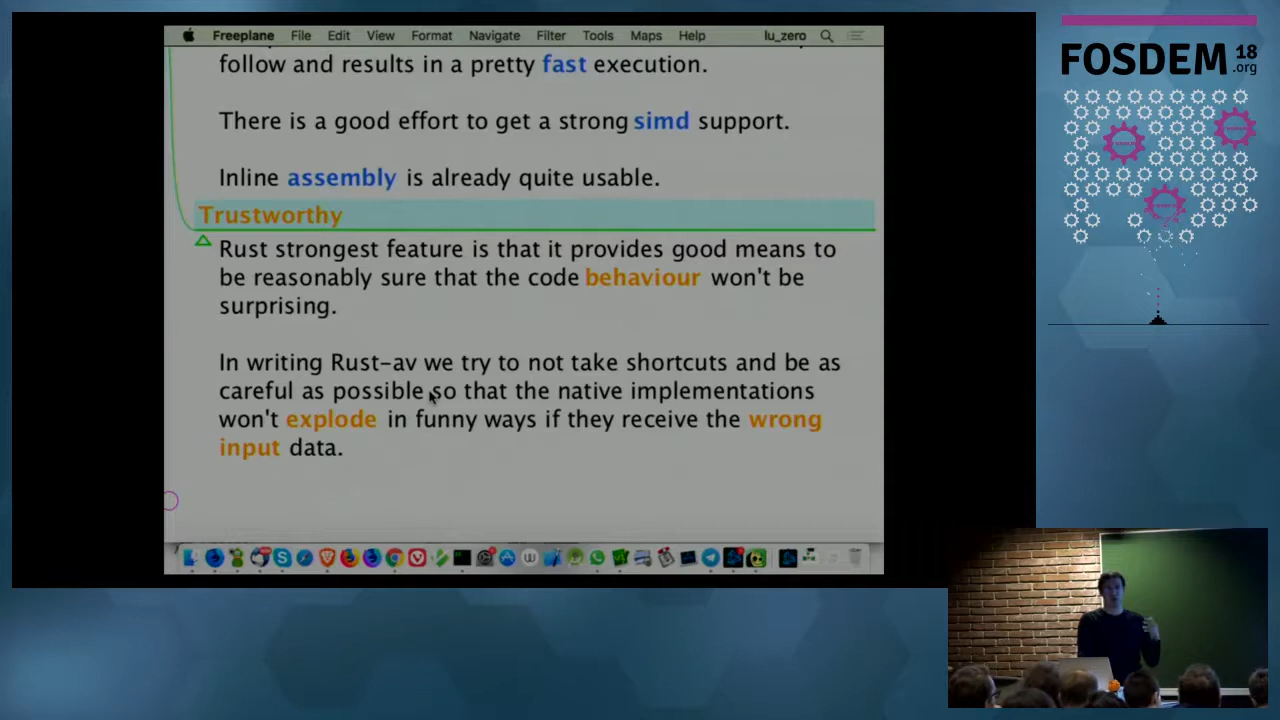 Freeplane File Edit View Format Navigate Filter Tools Maps Help lu_zero
follow and results in a pretty fast execution.
There is a good effort to get a strong simd support.
Inline assembly is already quite usable.
Trustworthy
Rust strongest feature is that it provides good means to
be reasonably sure that the code behaviour won't be
surprising.
In writing Rust-av we try to not take shortcuts and be as
careful as possible so that the native implementations
won't explode in funny ways if they receive the wrong
input data.
FOSDEM 18
.org